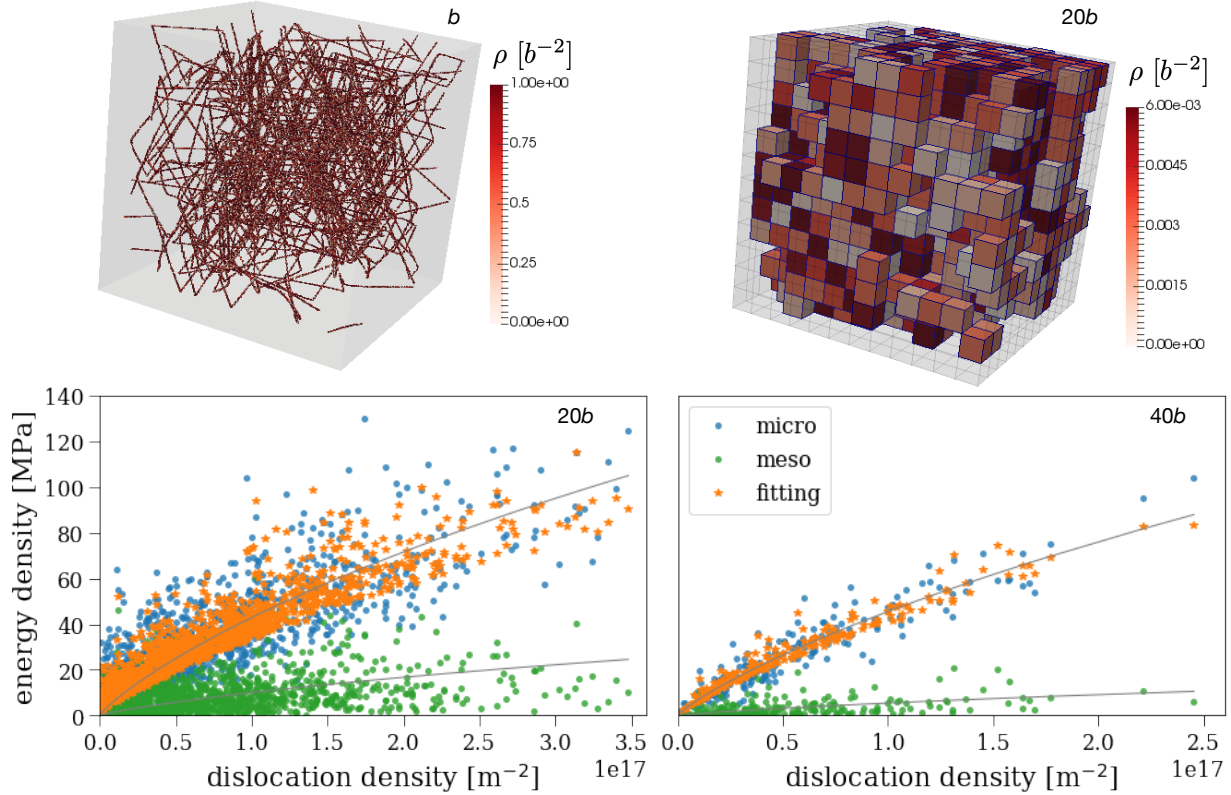 b
ρ [b⁻²]
1.00e+00
0.75
0.5
0.25
0.00e+00
20b
ρ [b⁻²]
6.00e-03
0.0045
0.003
0.0015
0.00e+00
energy density [MPa]
140
120
100
80
60
40
20
0
20b
0.0 0.5 1.0 1.5 2.0 2.5 3.0 3.5
1e17
dislocation density [m⁻²]
micro
meso
fitting
40b
0.0 0.5 1.0 1.5 2.0 2.5
1e17
dislocation density [m⁻²]